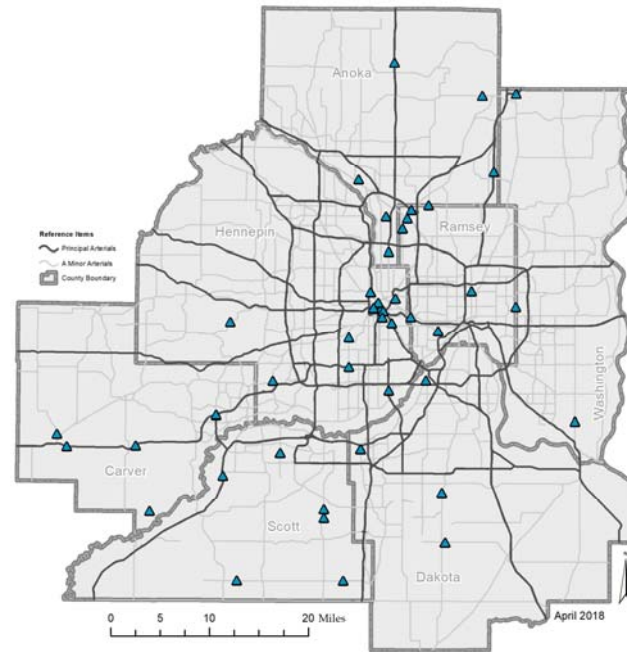 Anoka
Hennepin
Ramsey
Reference Items
Principal Arterials
A Minor Arterials
County Boundary
Washington
Carver
Scott
Dakota
April 2018
0 5 10 20 Miles